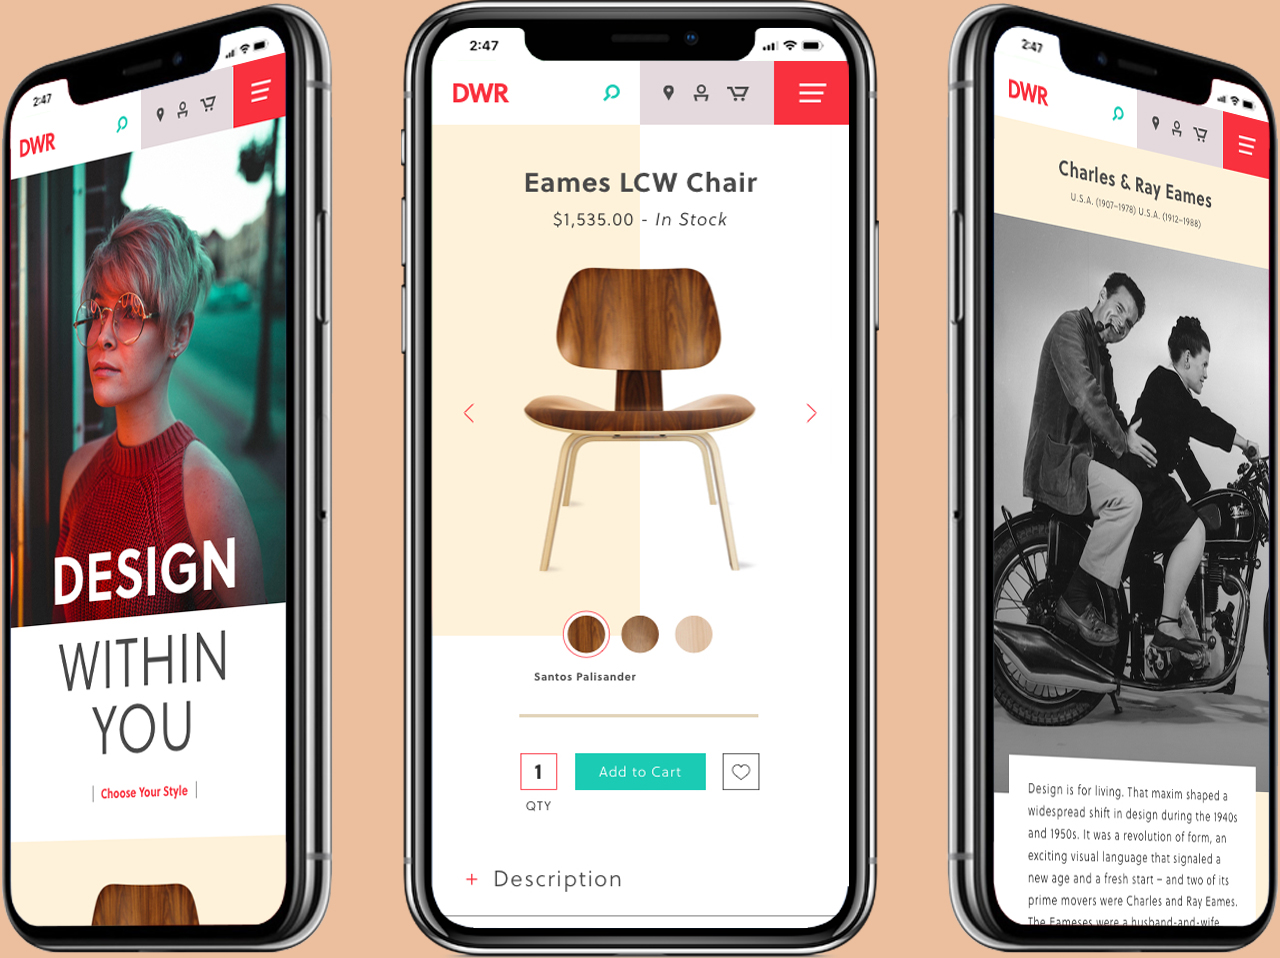 2:47
DWR
DESIGN
WITHIN
YOU
Choose Your Style
2:47
DWR
Eames LCW Chair
$1,535.00 - In Stock
Santos Palisander
1
Add to Cart
QTY
+ Description
2:47
DWR
Charles & Ray Eames
U.S.A. (1907–1978) U.S.A. (1912–1988)
Design is for living. That maxim shaped a
widespread shift in design during the 1940s
and 1950s. It was a revolution of form, an
exciting visual language that signaled a
new age and a fresh start – and two of its
prime movers were Charles and Ray Eames.
The Eameses were a husband-and-wife